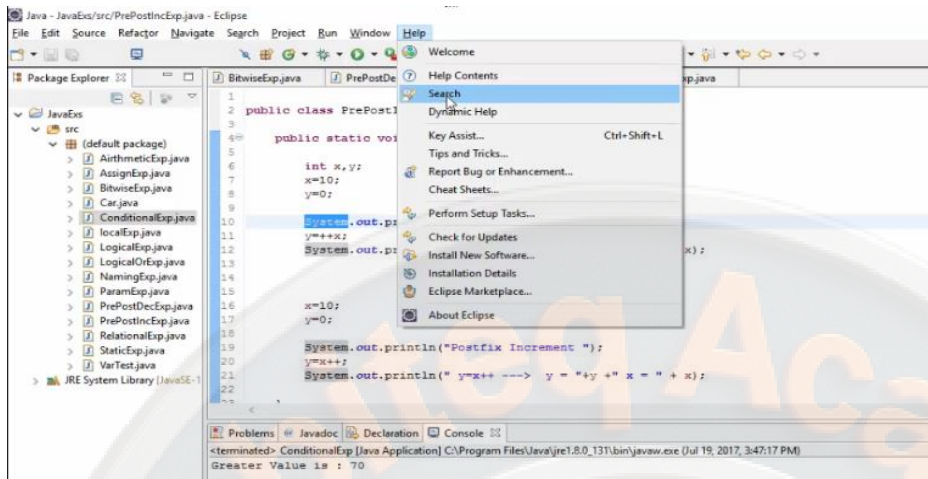 Java - JavaExs/src/PrePostIncExp.java - Eclipse
File Edit Source Refactor Navigate Search Project Run Window Help
Package Explorer
BitwiseExp.java PrePostDe xp.java
JavaExs
src
(default package)
AirthmeticExp.java
AssignExp.java
BitwiseExp.java
Car.java
ConditionalExp.java
localExp.java
LogicalExp.java
LogicalOrExp.java
NamingExp.java
ParamExp.java
PrePostDecExp.java
PrePostIncExp.java
RelationalExp.java
StaticExp.java
VarTest.java
JRE System Library [JavaSE-1
1
2 public class PrePostI
3
4 public static voi
5
6 int x,y;
7 x=10;
8 y=0;
9
10 System.out.pr
11 y=++x;
12 System.out.pr x);
13
14
15
16 x=10;
17 y=0;
18
19 System.out.println("Postfix Increment ");
20 y=x++;
21 System.out.println(" y=x++ ---> y = "+y +" x = " + x);
22
23 }
Welcome
Help Contents
Search
Dynamic Help
Key Assist... Ctrl+Shift+L
Tips and Tricks...
Report Bug or Enhancement...
Cheat Sheets...
Perform Setup Tasks...
Check for Updates
Install New Software...
Installation Details
Eclipse Marketplace...
About Eclipse
Problems Javadoc Declaration Console
<terminated> ConditionalExp [Java Application] C:\Program Files\Java\jre1.8.0_131\bin\javaw.exe (Jul 19, 2017, 3:47:17 PM)
Greater Value is : 70